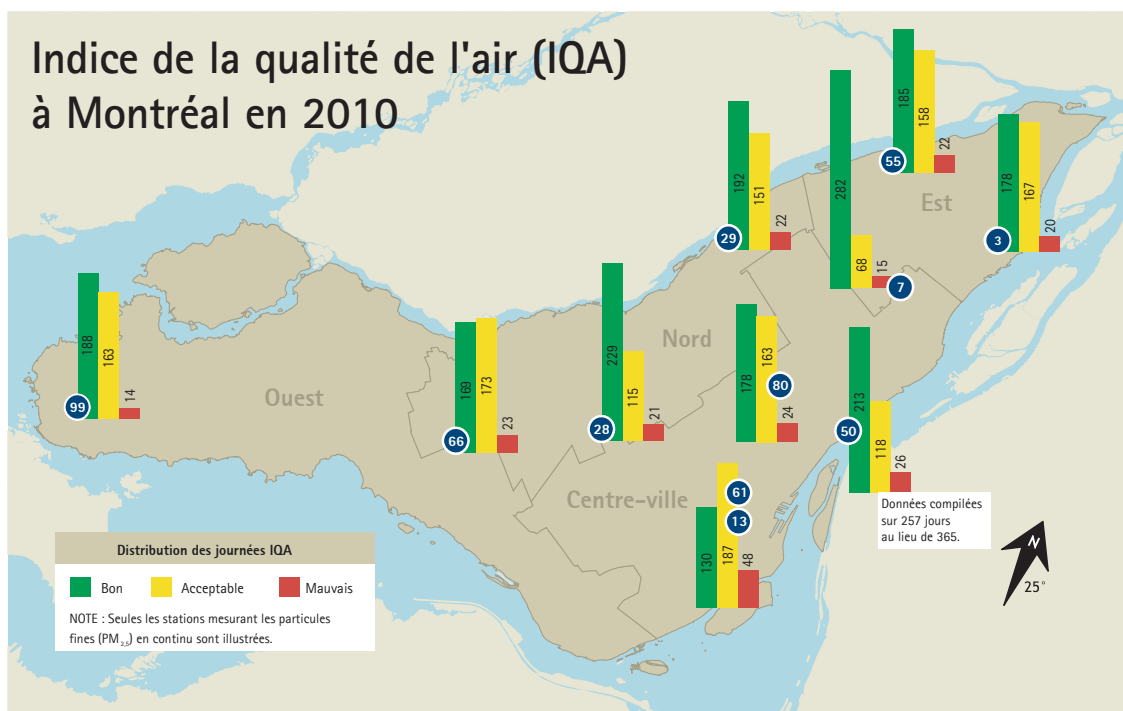 Indice de la qualité de l'air (IQA)
à Montréal en 2010
185
158
22
55
Est
178
167
20
3
192
151
22
29
282
68
15
7
188
163
14
99
Ouest
169
173
23
66
229
115
21
28
Nord
178
163
24
80
213
118
26
50
Données compilées
sur 257 jours
au lieu de 365.
Centre-ville
61
13
130
187
48
N
25°
Distribution des journées IQA
Bon
Acceptable
Mauvais
NOTE : Seules les stations mesurant les particules
fines (PM 2,5) en continu sont illustrées.